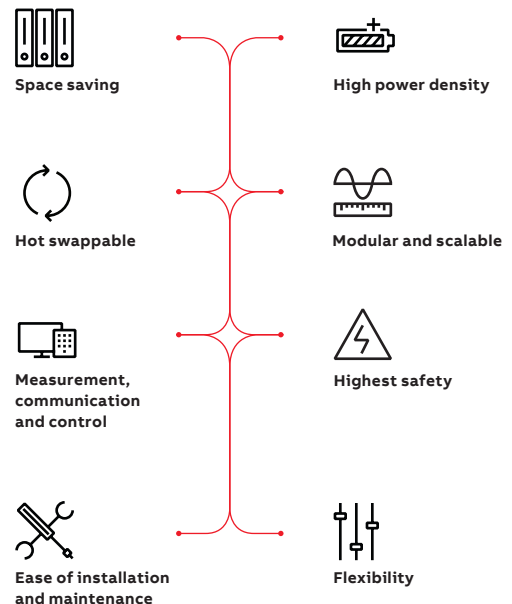 Space saving
High power density
Hot swappable
Modular and scalable
Measurement,
communication
and control
Highest safety
Ease of installation
and maintenance
Flexibility